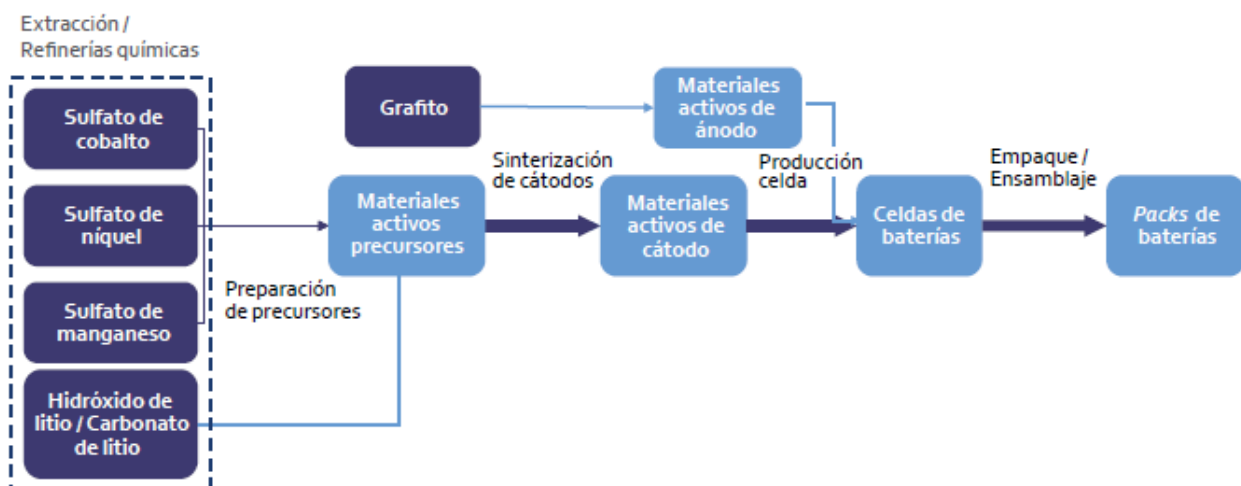 Extracción /
Refinerías químicas
Sulfato de
cobalto
Sulfato de
níquel
Sulfato de
manganeso
Hidróxido de
litio / Carbonato
de litio
Preparación
de precursores
Grafito
Materiales
activos
precursores
Sinterización
de cátodos
Materiales
activos de
ánodo
Materiales
activos de
cátodo
Producción
celda
Celdas de
baterías
Empaque /
Ensamblaje
Packs de
baterías